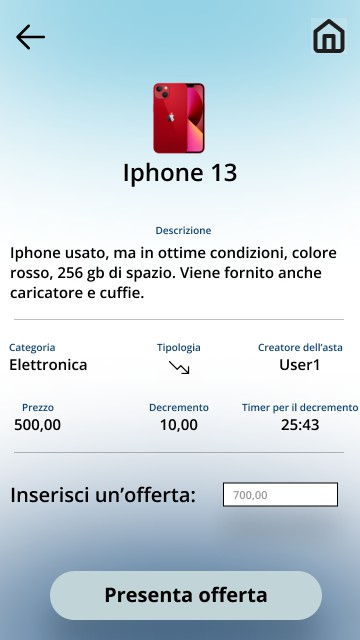 Iphone 13
Descrizione
Iphone usato, ma in ottime condizioni, colore
rosso, 256 gb di spazio. Viene fornito anche
caricatore e cuffie.
Categoria Tipologia Creatore dell’asta
Elettronica User1
Prezzo Decremento Timer per il decremento
500,00 10,00 25:43
Inserisci un’offerta: 700,00
Presenta offerta